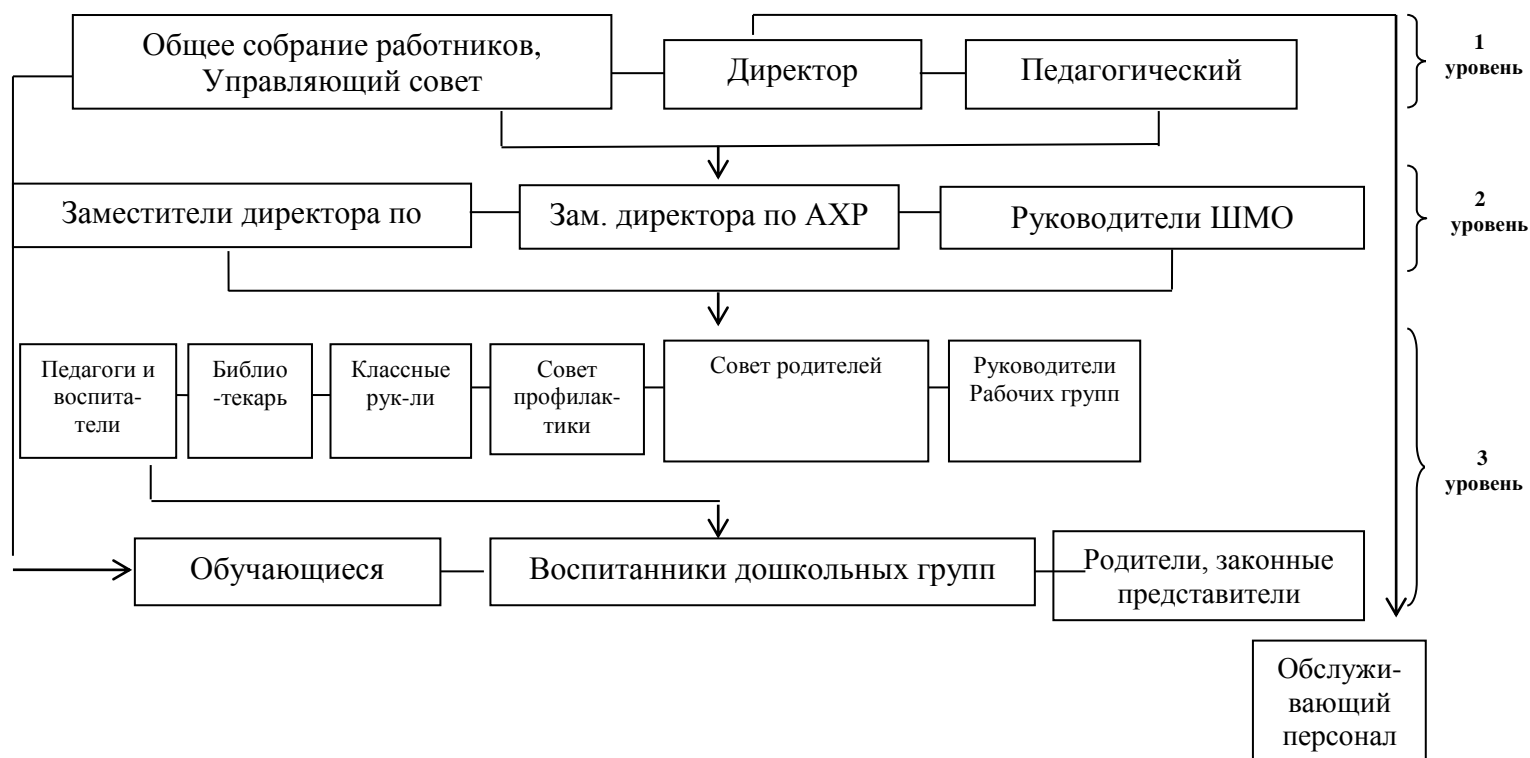 Общее собрание работников,
Управляющий совет
Директор
Педагогический
1
уровень
Заместители директора по
Зам. директора по АХР
Руководители ШМО
2
уровень
Педагоги и
воспита-
тели
Библио
-текарь
Классные
рук-ли
Совет
профилак-
тики
Совет родителей
Руководители
Рабочих групп
3
уровень
Обучающиеся
Воспитанники дошкольных групп
Родители, законные
представители
Обслужи-
вающий
персонал